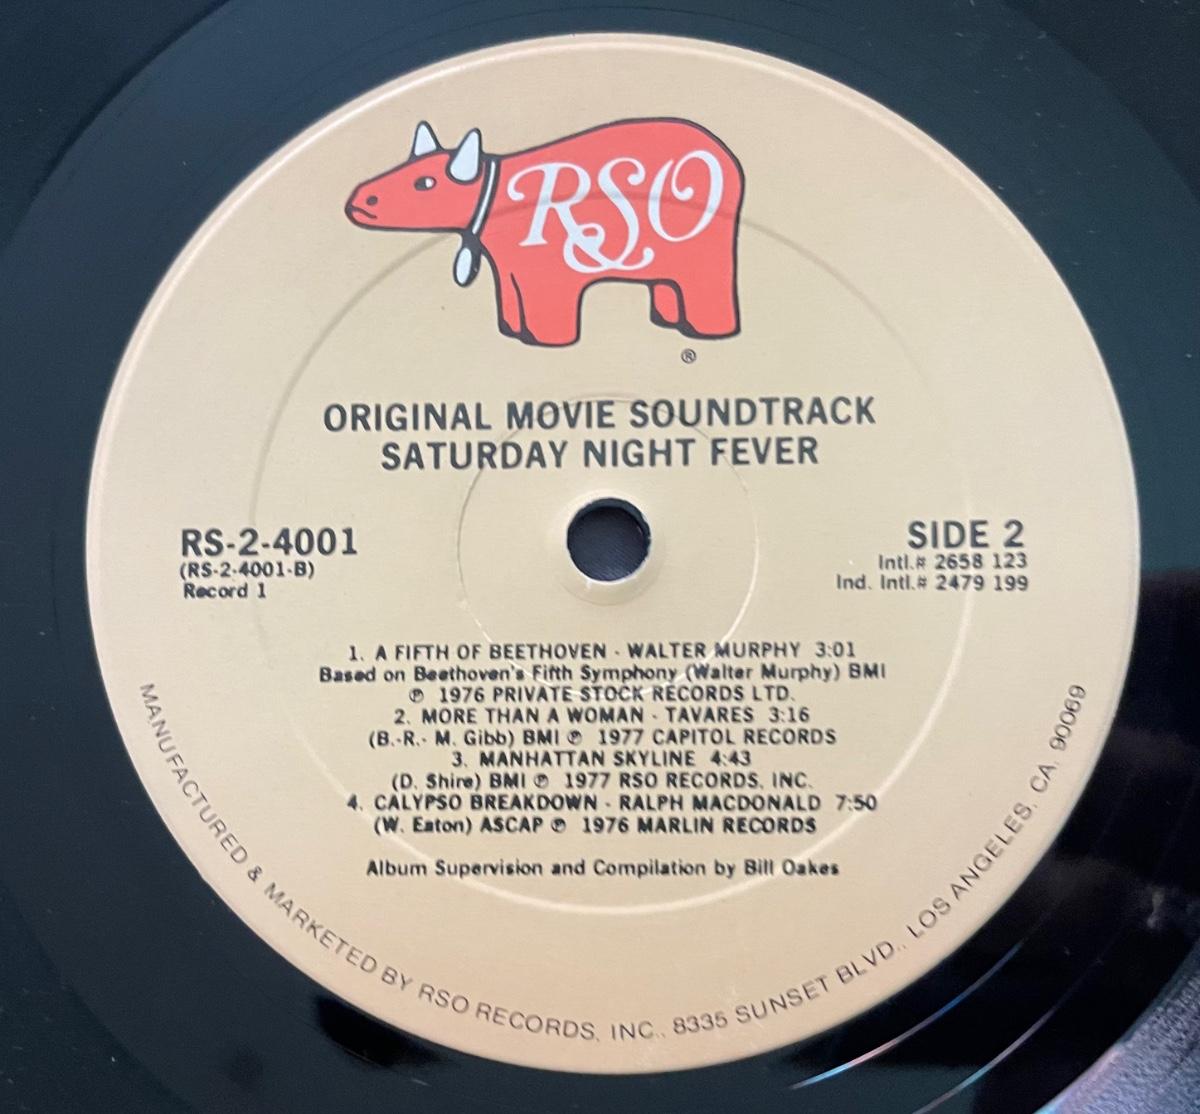 RSO
®
ORIGINAL MOVIE SOUNDTRACK
SATURDAY NIGHT FEVER
RS-2-4001
(RS-2-4001-B)
Record 1
SIDE 2
Intl.# 2658 123
Ind. Intl.# 2479 199
1. A FIFTH OF BEETHOVEN - WALTER MURPHY 3:01
Based on Beethoven's Fifth Symphony (Walter Murphy) BMI
℗ 1976 PRIVATE STOCK RECORDS LTD.
2. MORE THAN A WOMAN - TAVARES 3:16
(B.-R.- M. Gibb) BMI ℗ 1977 CAPITOL RECORDS
3. MANHATTAN SKYLINE 4:43
(D. Shire) BMI ℗ 1977 RSO RECORDS, INC.
4. CALYPSO BREAKDOWN - RALPH MACDONALD 7:50
(W. Eaton) ASCAP ℗ 1976 MARLIN RECORDS
Album Supervision and Compilation by Bill Oakes
MANUFACTURED & MARKETED BY RSO RECORDS, INC., 8335 SUNSET BLVD., LOS ANGELES, CA. 90069